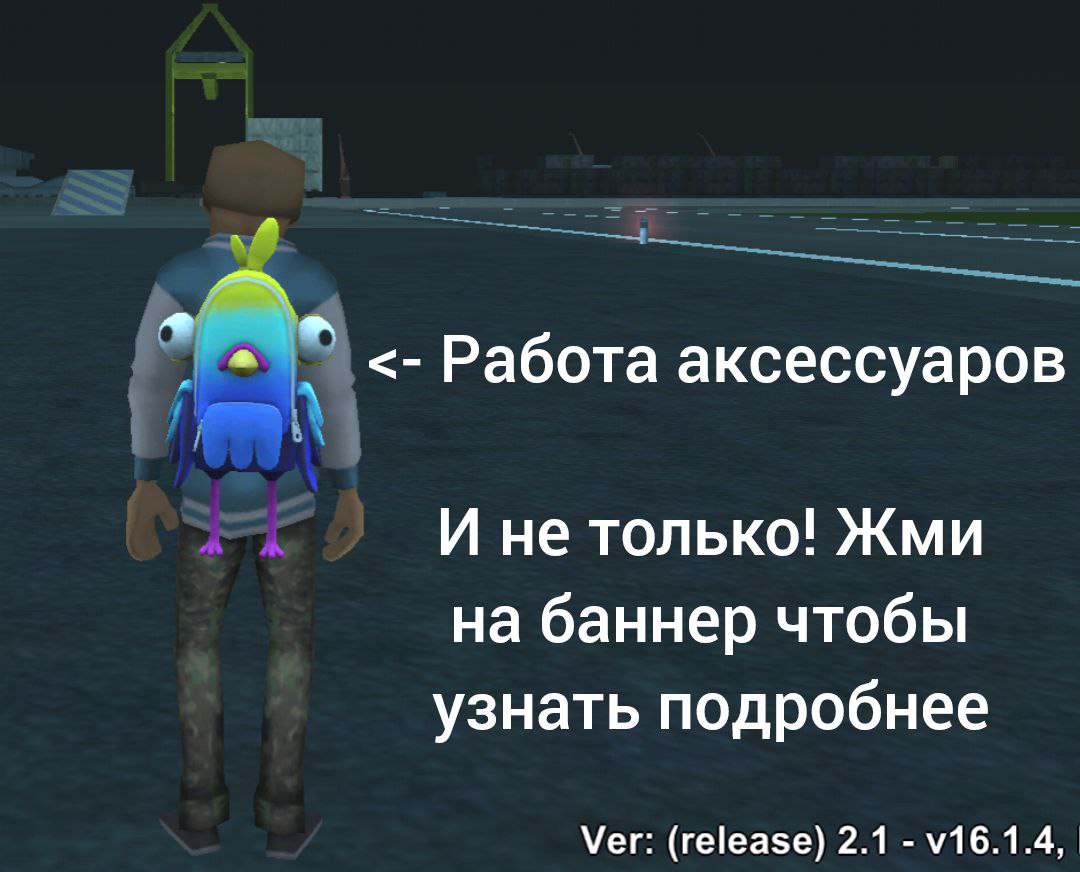 <- Работа аксессуаров
И не только! Жми
на баннер чтобы
узнать подробнее
Ver: (release) 2.1 - v16.1.4,